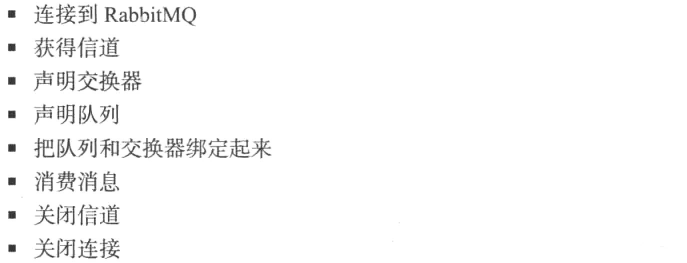 ▪ 连接到 RabbitMQ
▪ 获得信道
▪ 声明交换器
▪ 声明队列
▪ 把队列和交换器绑定起来
▪ 消费消息
▪ 关闭信道
▪ 关闭连接